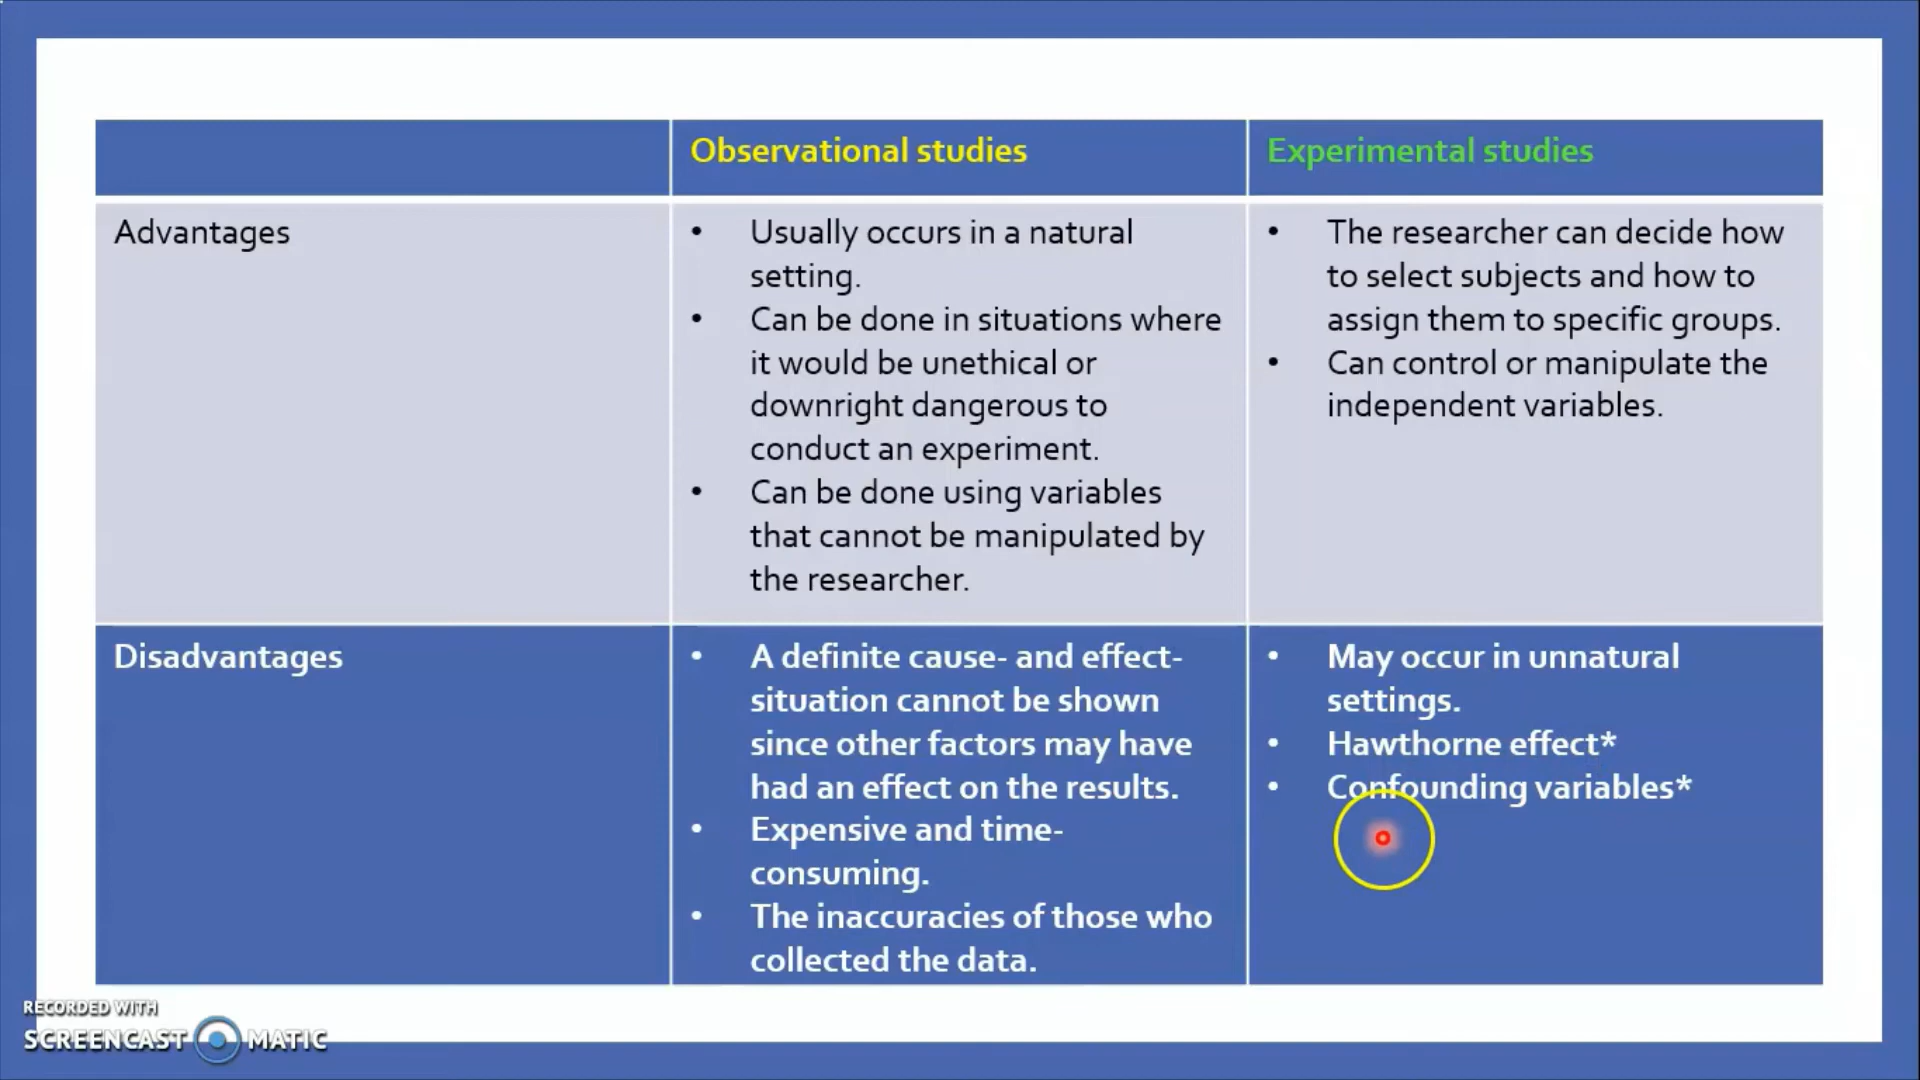 Observational studies
Experimental studies
Advantages
• Usually occurs in a natural
setting.
• Can be done in situations where
it would be unethical or
downright dangerous to
conduct an experiment.
• Can be done using variables
that cannot be manipulated by
the researcher.
• The researcher can decide how
to select subjects and how to
assign them to specific groups.
• Can control or manipulate the
independent variables.
Disadvantages
• A definite cause- and effect-
situation cannot be shown
since other factors may have
had an effect on the results.
• Expensive and time-
consuming.
• The inaccuracies of those who
collected the data.
• May occur in unnatural
settings.
• Hawthorne effect*
• Confounding variables*
RECORDED WITH
SCREENCAST MATIC